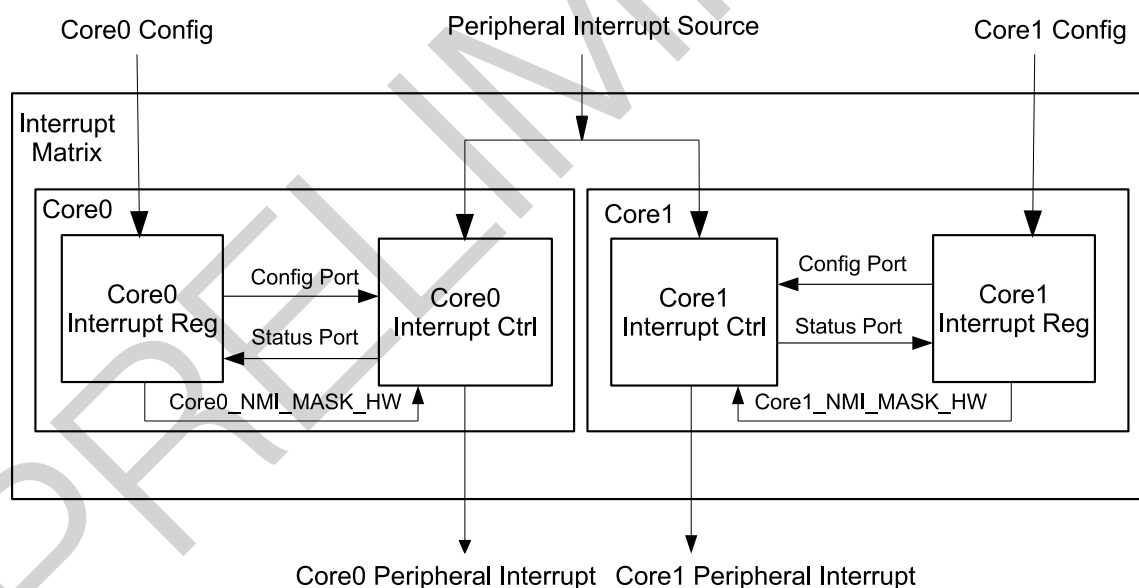 Core0 Config
Peripheral Interrupt Source
Core1 Config
Interrupt
Matrix
Core0
Core1
Core0
Interrupt Reg
Config Port
Status Port
Core0
Interrupt Ctrl
Core0_NMI_MASK_HW
Core1
Interrupt Ctrl
Config Port
Status Port
Core1
Interrupt Reg
Core1_NMI_MASK_HW
Core0 Peripheral Interrupt
Core1 Peripheral Interrupt
PRELIM